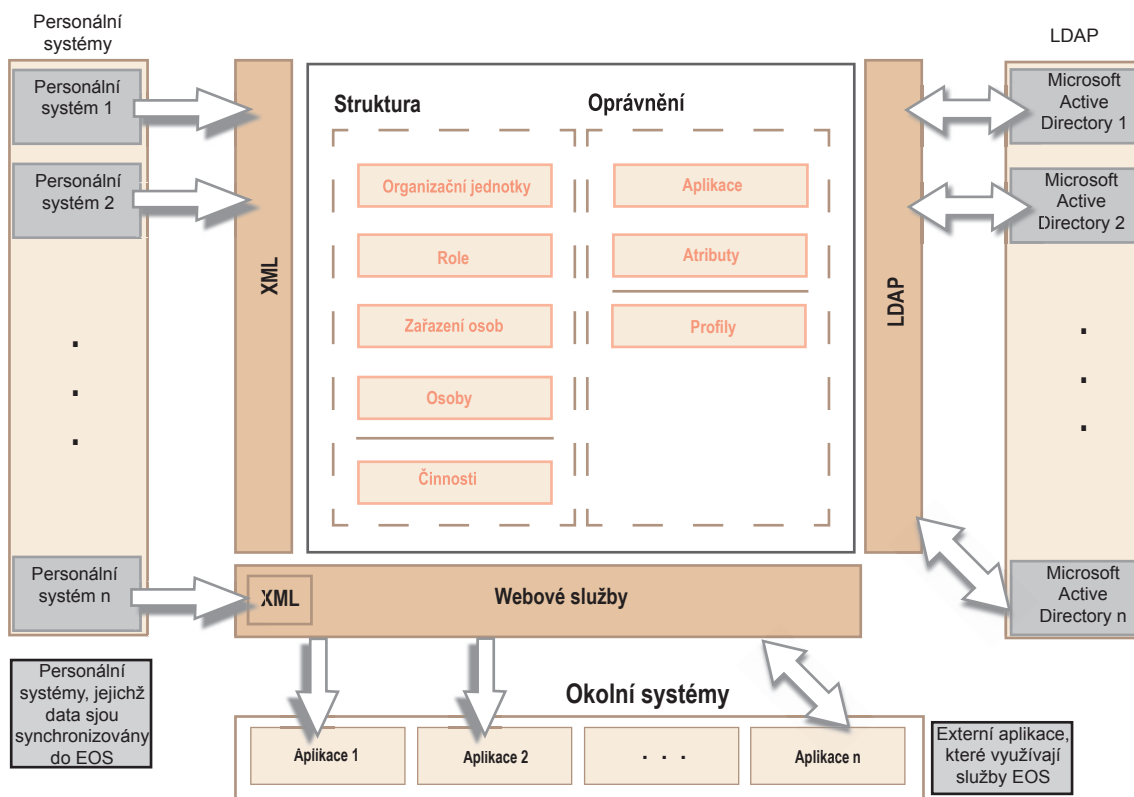 Personální
systémy
LDAP
Personální
systém 1
Personální
systém 2
.
.
.
Personální
systém n
XML
Struktura
Organizační jednotky
Role
Zařazení osob
Osoby
Činnosti
Oprávnění
Aplikace
Atributy
Profily
LDAP
Microsoft
Active
Directory 1
Microsoft
Active
Directory 2
.
.
.
Microsoft
Active
Directory n
XML
Webové služby
Personální
systémy, jejichž
data sjou
synchronizovány
do EOS
Okolní systémy
Aplikace 1
Aplikace 2
. . .
Aplikace n
Externí aplikace,
které využívají
služby EOS